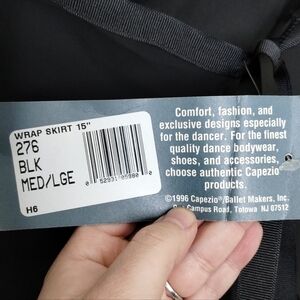 WRAP SKIRT 15"
276
BLK
MED/LGE
H6
Comfort, fashion, and
exclusive designs especially
for the dancer. For the finest
quality dance bodywear,
shoes, and accessories,
choose authentic Capezio®
products.
©1996 Capezio®/Ballet Makers, Inc.
Campus Road, Totowa NJ 07512